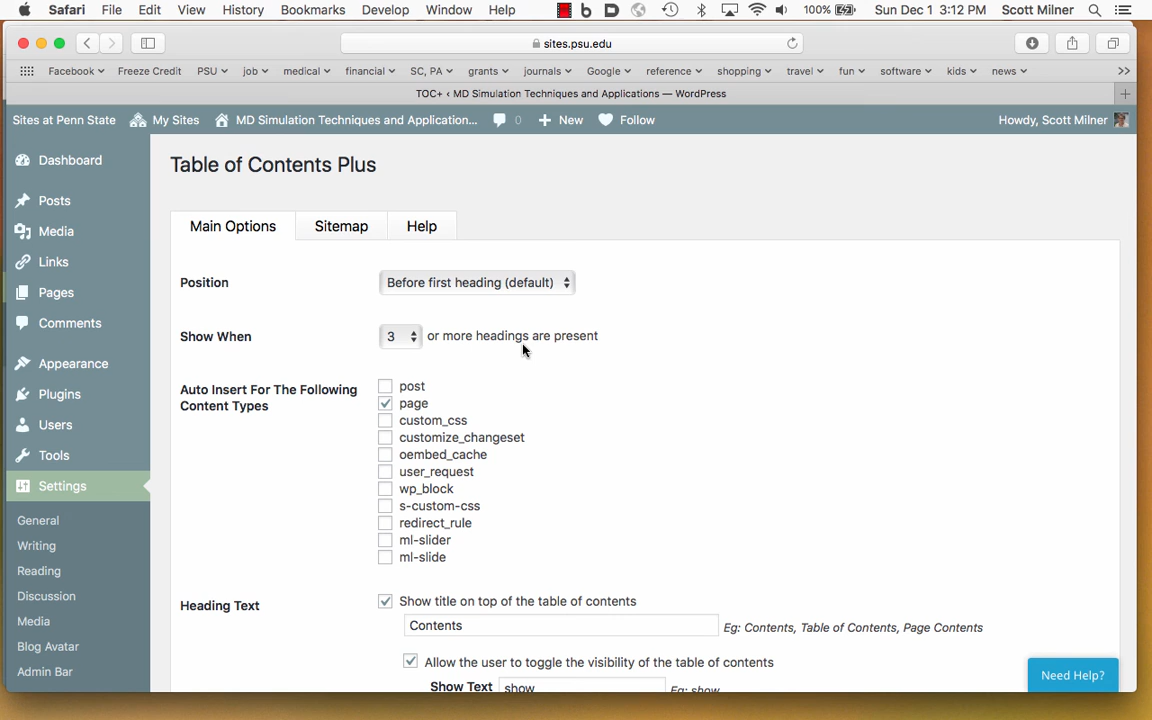 Safari File Edit View History Bookmarks Develop Window Help 100% Sun Dec 1 3:12 PM Scott Milner
sites.psu.edu
Facebook Freeze Credit PSU job medical financial SC, PA grants journals Google reference shopping travel fun software kids news >>
TOC+ ‹ MD Simulation Techniques and Applications — WordPress +
Sites at Penn State My Sites MD Simulation Techniques and Application... 0 + New Follow Howdy, Scott Milner
Dashboard
Posts
Media
Links
Pages
Comments
Appearance
Plugins
Users
Tools
Settings
General
Writing
Reading
Discussion
Media
Blog Avatar
Admin Bar
Table of Contents Plus
Main Options Sitemap Help
Position Before first heading (default)
Show When 3 or more headings are present
Auto Insert For The Following
Content Types
post
page
custom_css
customize_changeset
oembed_cache
user_request
wp_block
s-custom-css
redirect_rule
ml-slider
ml-slide
Heading Text Show title on top of the table of contents
Contents Eg: Contents, Table of Contents, Page Contents
Allow the user to toggle the visibility of the table of contents
Show Text show Eg: show
Need Help?